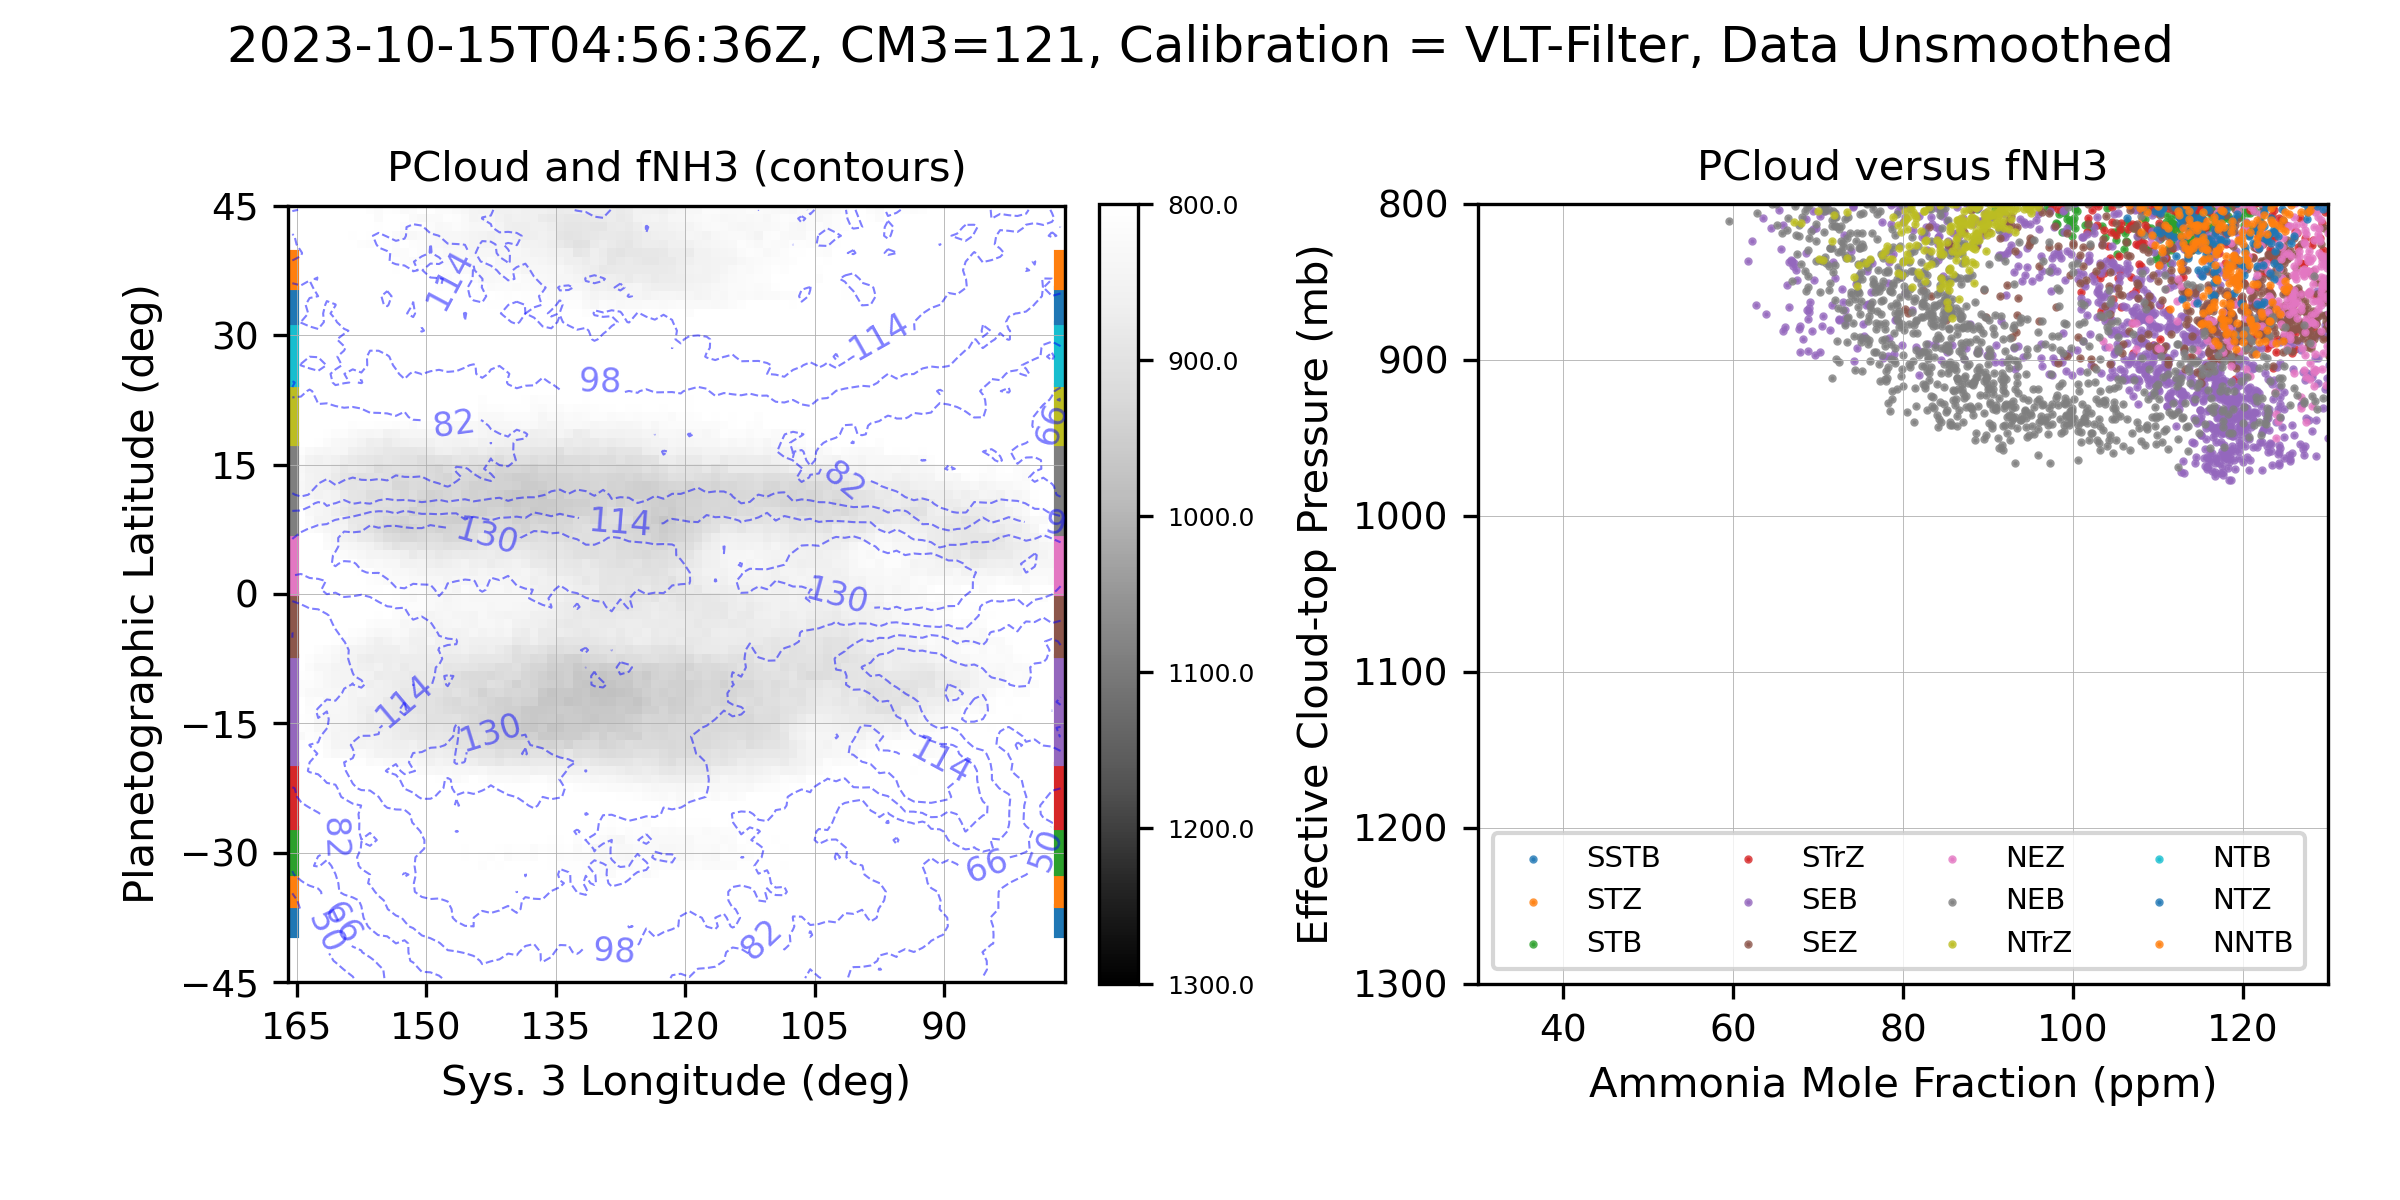 2023-10-15T04:56:36Z, CM3=121, Calibration = VLT-Filter, Data Unsmoothed
PCloud and fNH3 (contours)
Planetographic Latitude (deg)
45
30
15
0
−15
−30
−45
165
150
135
120
105
90
Sys. 3 Longitude (deg)
114
114
98
82
66
82
130
114
9
130
114
130
114
82
50
66
66
50
98
82
800.0
900.0
1000.0
1100.0
1200.0
1300.0
PCloud versus fNH3
Effective Cloud-top Pressure (mb)
800
900
1000
1100
1200
1300
SSTB
STZ
STB
STrZ
SEB
SEZ
NEZ
NEB
NTrZ
NTB
NTZ
NNTB
40
60
80
100
120
Ammonia Mole Fraction (ppm)